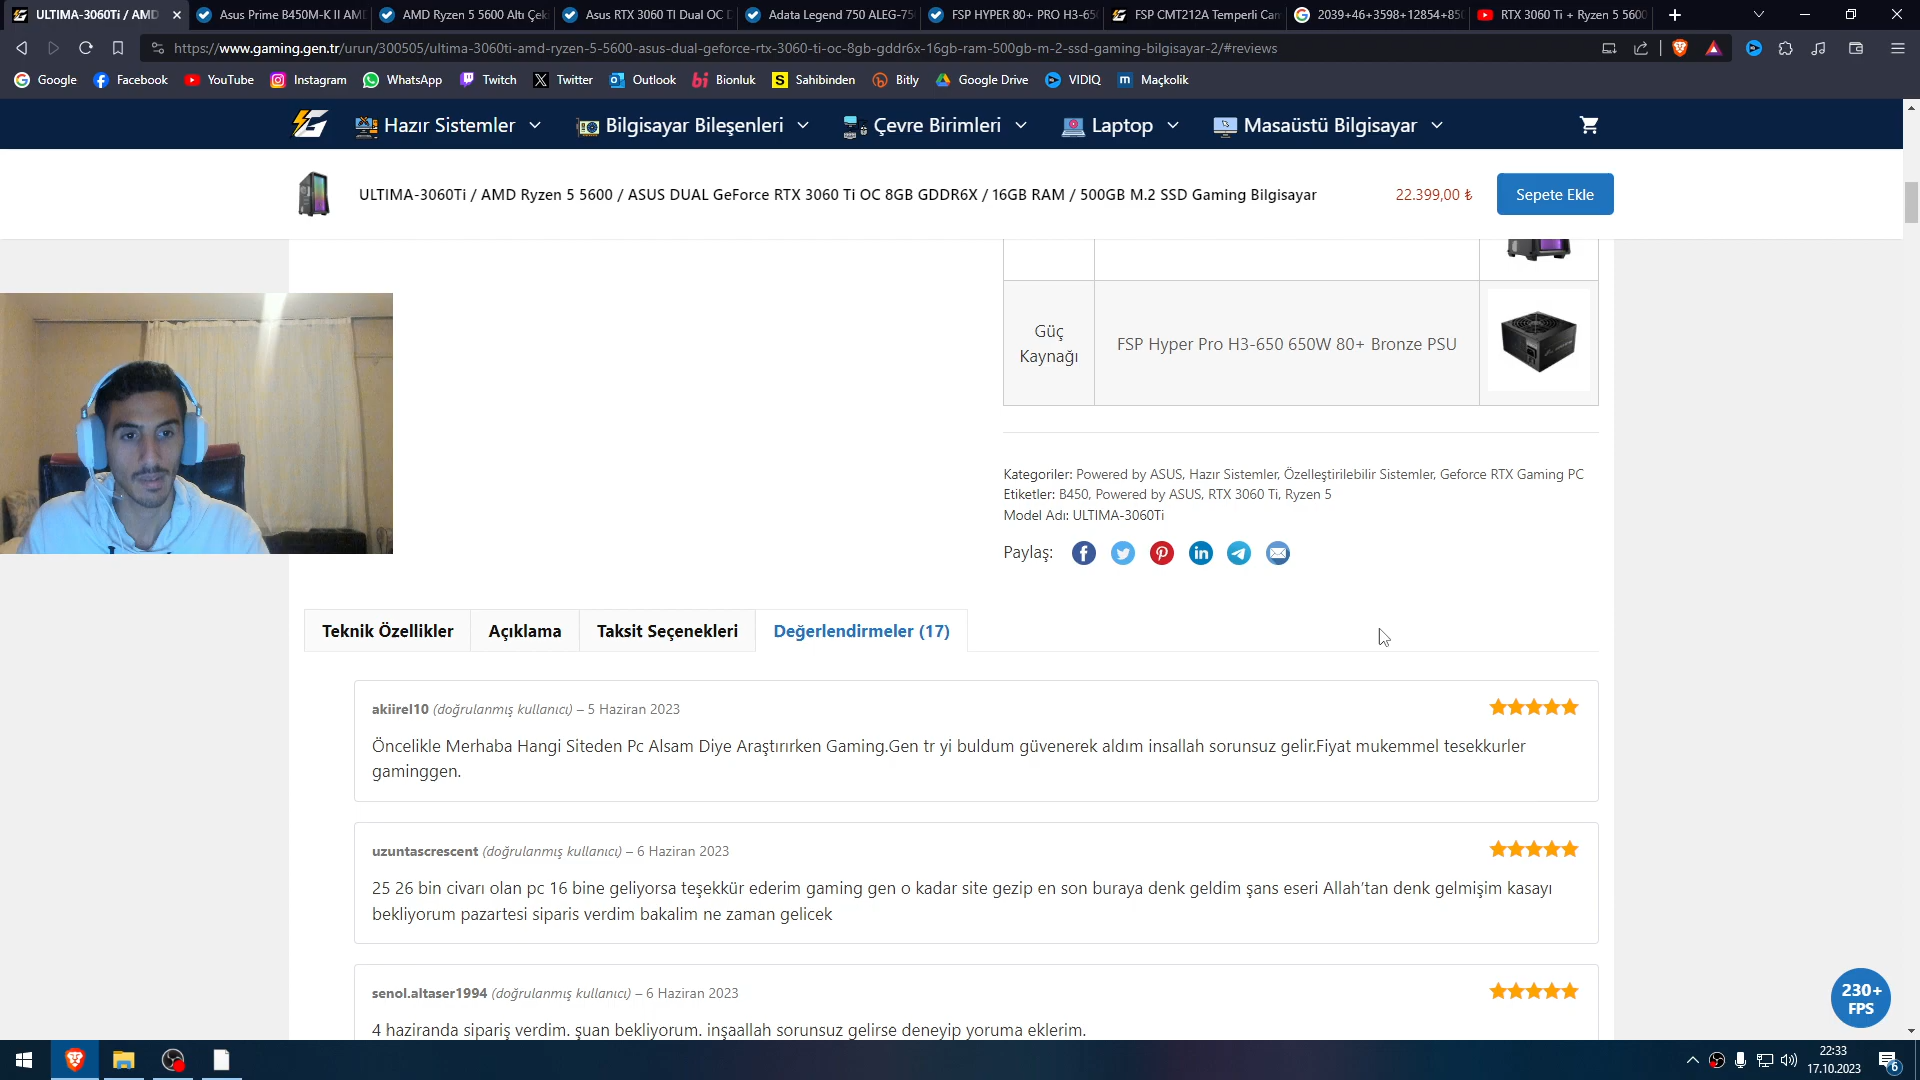 ULTIMA-3060Ti / AMD
Asus Prime B450M-K II AMD
AMD Ryzen 5 5600 Altı Çek
Asus RTX 3060 TI Dual OC
Adata Legend 750 ALEG-75
FSP HYPER 80+ PRO H3-65
FSP CMT212A Temperli Cam
2039+46+3598+12854+85
RTX 3060 Ti + Ryzen 5 5600
https://www.gaming.gen.tr/urun/300505/ultima-3060ti-amd-ryzen-5-5600-asus-dual-geforce-rtx-3060-ti-oc-8gb-gddr6x-16gb-ram-500gb-m-2-ssd-gaming-bilgisayar-2/#reviews
Google
Facebook
YouTube
Instagram
WhatsApp
Twitch
Twitter
Outlook
Bionluk
Sahibinden
Bitly
Google Drive
VIDIQ
Maçkolik
Hazır Sistemler
Bilgisayar Bileşenleri
Çevre Birimleri
Laptop
Masaüstü Bilgisayar
ULTIMA-3060Ti / AMD Ryzen 5 5600 / ASUS DUAL GeForce RTX 3060 Ti OC 8GB GDDR6X / 16GB RAM / 500GB M.2 SSD Gaming Bilgisayar
22.399,00 ₺
Sepete Ekle
Güç
Kaynağı
FSP Hyper Pro H3-650 650W 80+ Bronze PSU
Kategoriler: Powered by ASUS, Hazır Sistemler, Özelleştirilebilir Sistemler, Geforce RTX Gaming PC
Etiketler: B450, Powered by ASUS, RTX 3060 Ti, Ryzen 5
Model Adı: ULTIMA-3060Ti
Paylaş:
Teknik Özellikler
Açıklama
Taksit Seçenekleri
Değerlendirmeler (17)
akiirel10 (doğrulanmış kullanıcı) – 5 Haziran 2023
Öncelikle Merhaba Hangi Siteden Pc Alsam Diye Araştırırken Gaming.Gen tr yi buldum güvenerek aldım insallah sorunsuz gelir.Fiyat mukemmel tesekkurler
gaminggen.
uzuntascrescent (doğrulanmış kullanıcı) – 6 Haziran 2023
25 26 bin civarı olan pc 16 bine geliyorsa teşekkür ederim gaming gen o kadar site gezip en son buraya denk geldim şans eseri Allah'tan denk gelmişim kasayı
bekliyorum pazartesi siparis verdim bakalim ne zaman gelicek
senol.altaser1994 (doğrulanmış kullanıcı) – 6 Haziran 2023
4 haziranda sipariş verdim. şuan bekliyorum. inşaallah sorunsuz gelirse deneyip yoruma eklerim.
230+
FPS
22:33
17.10.2023
6